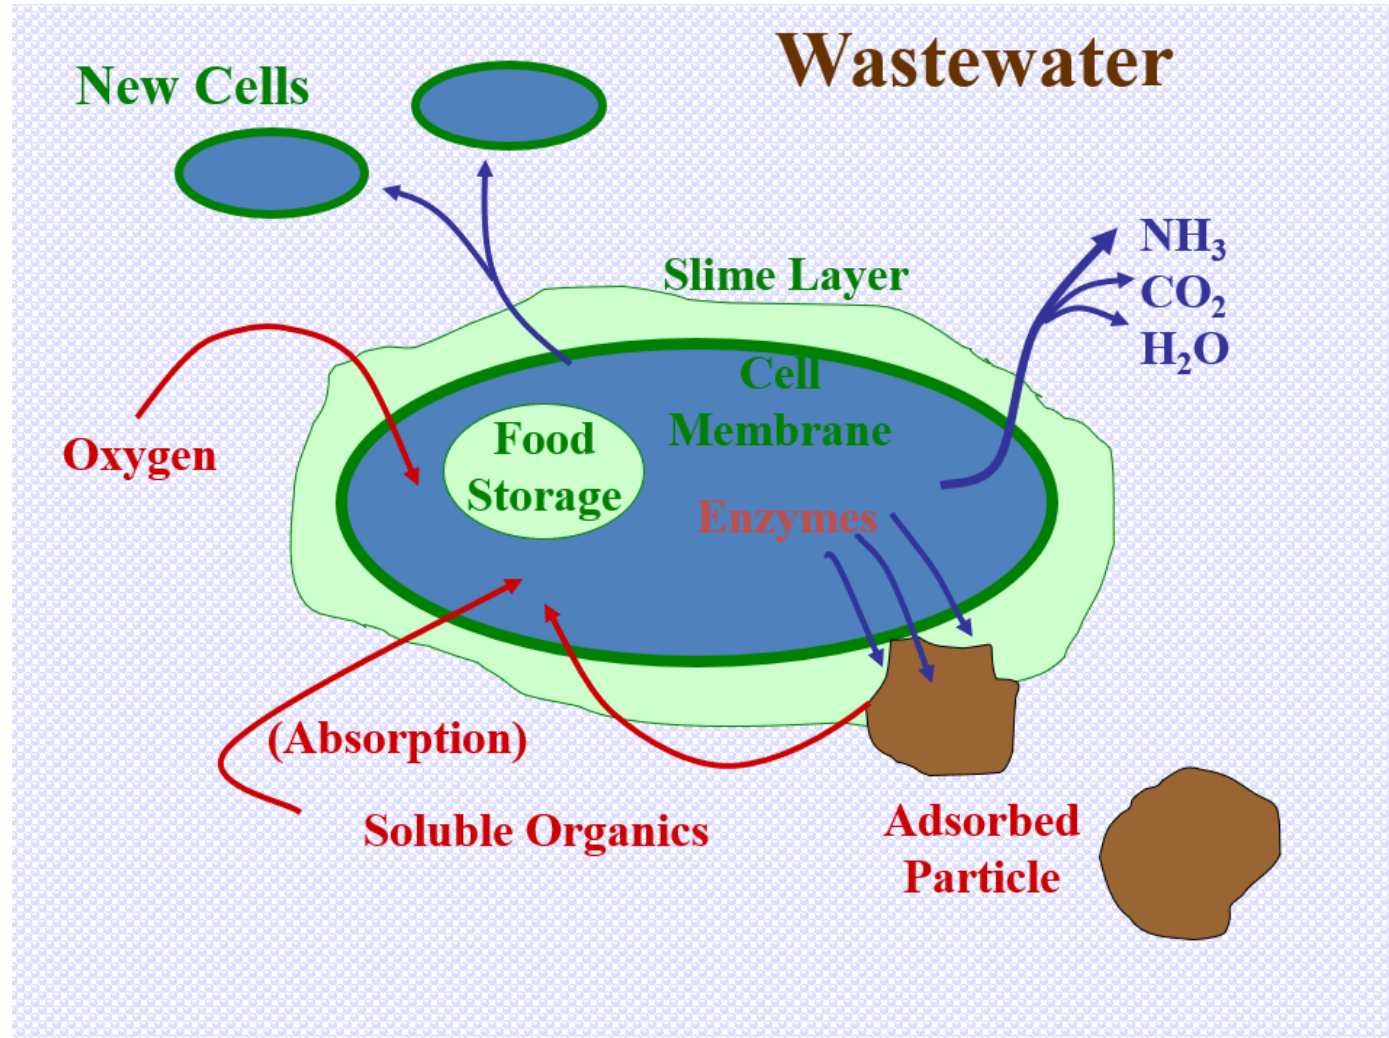 Wastewater
New Cells
NH₃
CO₂
H₂O
Slime Layer
Cell
Membrane
Oxygen
Food
Storage
Enzymes
(Absorption)
Soluble Organics
Adsorbed
Particle